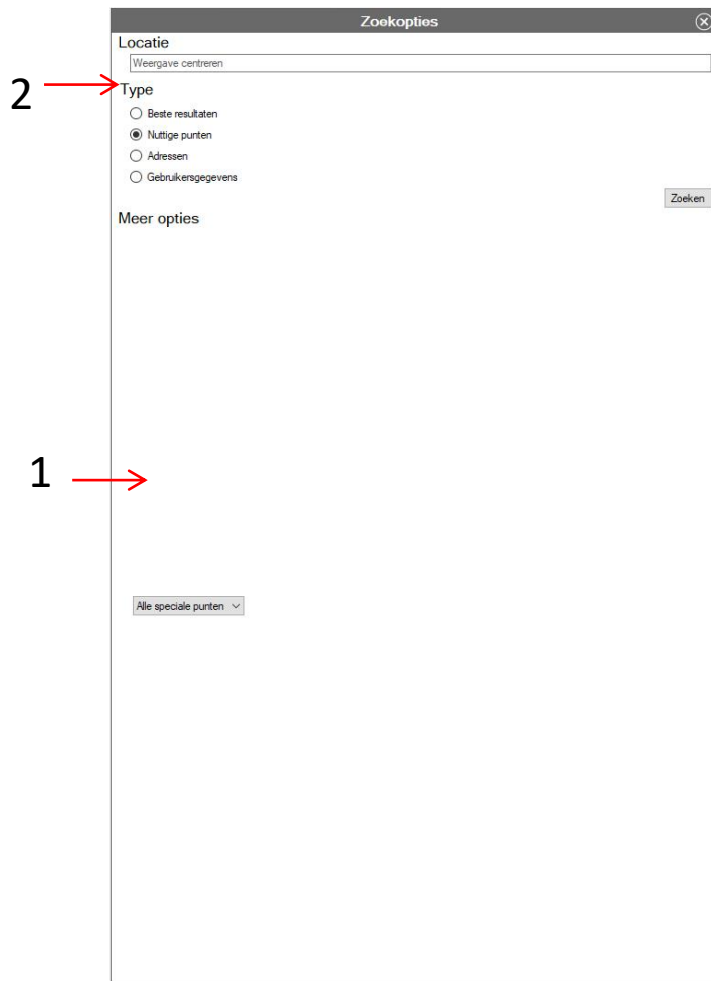 Zoekopties
Locatie
Weergave centreren
2
Type
Beste resultaten
Nuttige punten
Adressen
Gebruikersgegevens
Zoeken
Meer opties
1
Alle speciale punten